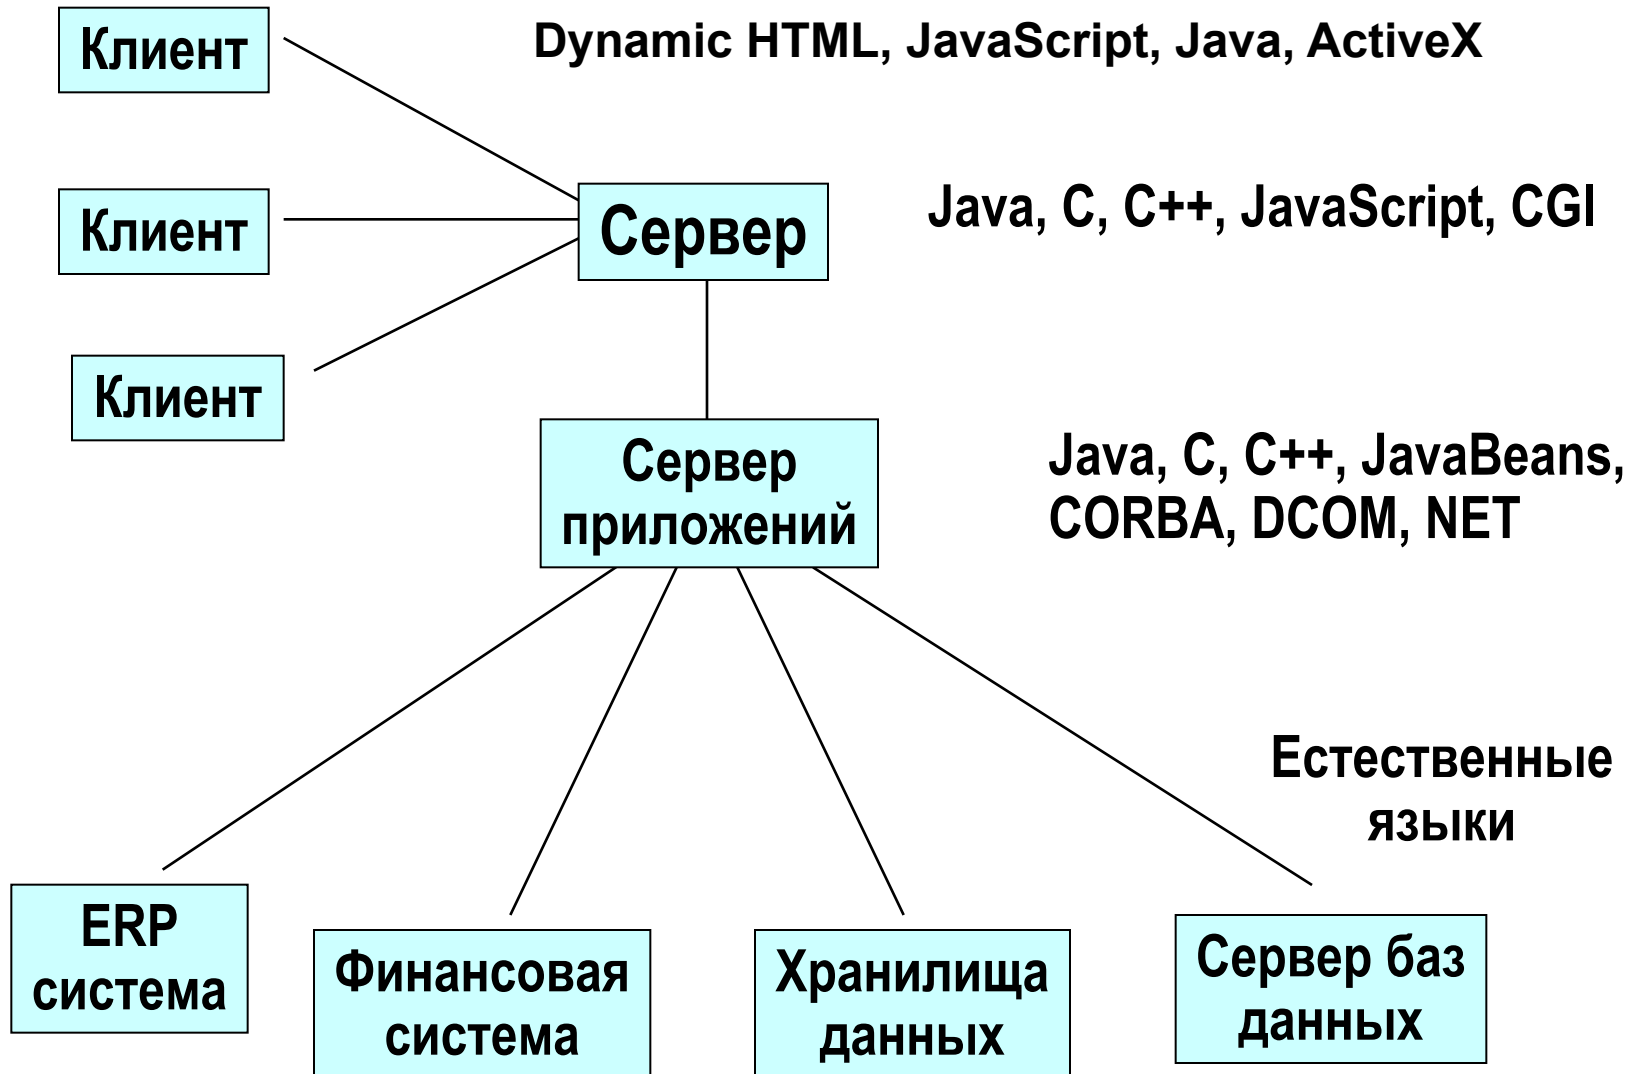 Клиент
Dynamic HTML, JavaScript, Java, ActiveX
Клиент
Сервер
Java, C, C++, JavaScript, CGI
Клиент
Сервер
приложений
Java, C, C++, JavaBeans,
CORBA, DCOM, NET
Естественные
языки
ERP
система
Финансовая
система
Хранилища
данных
Сервер баз
данных